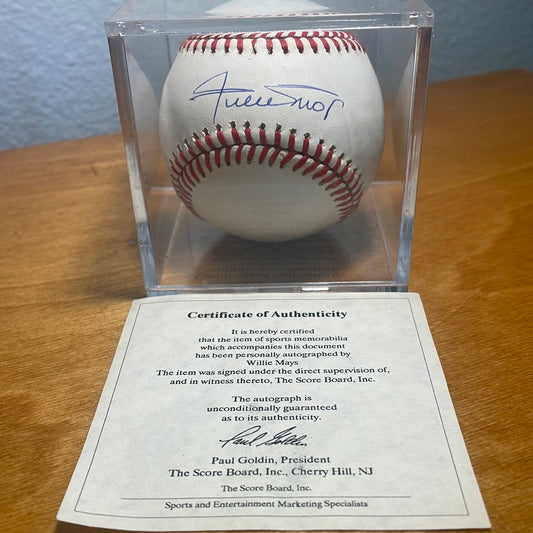 Willie Mays
Certificate of Authenticity
It is hereby certified
that the item of sports memorabilia
which accompanies this document
has been personally autographed by
Willie Mays
The item was signed under the direct supervision of,
and in witness thereto, The Score Board, Inc.
The autograph is
unconditionally guaranteed
as to its authenticity.
Paul Goldin
Paul Goldin, President
The Score Board, Inc., Cherry Hill, NJ
The Score Board, Inc.
Sports and Entertainment Marketing Specialists